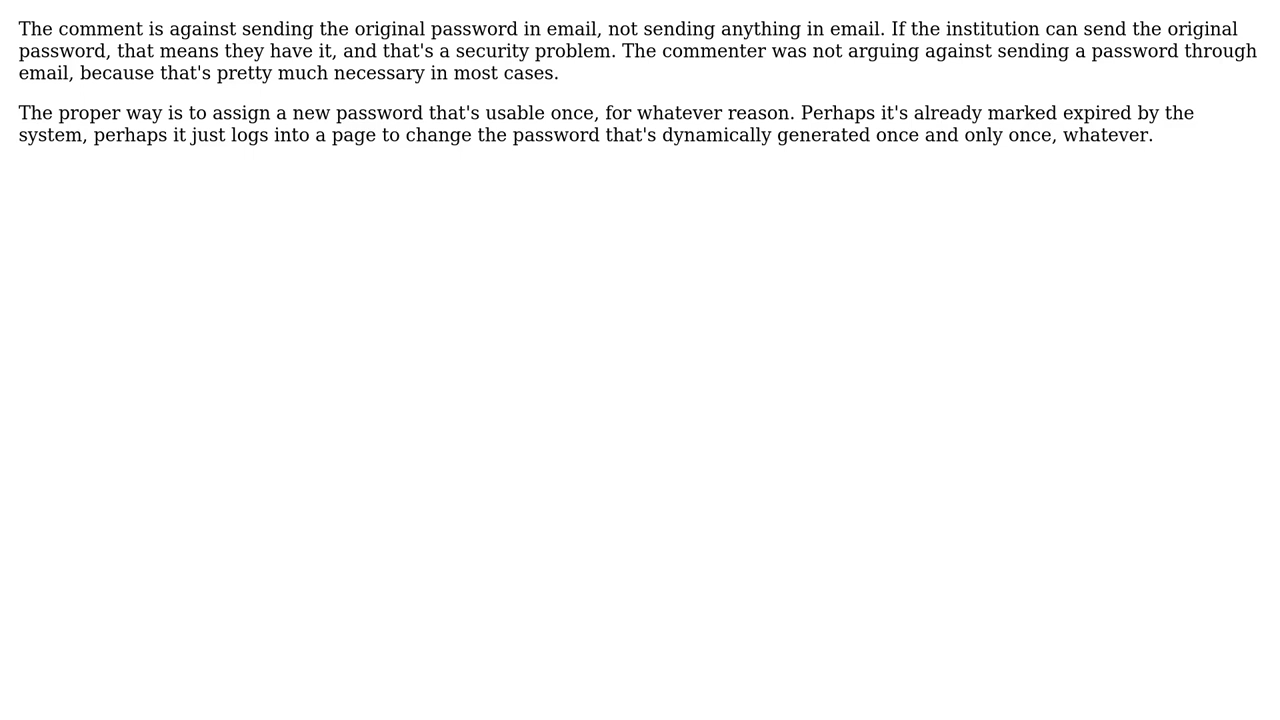 The comment is against sending the original password in email, not sending anything in email. If the institution can send the original
password, that means they have it, and that's a security problem. The commenter was not arguing against sending a password through
email, because that's pretty much necessary in most cases.
The proper way is to assign a new password that's usable once, for whatever reason. Perhaps it's already marked expired by the
system, perhaps it just logs into a page to change the password that's dynamically generated once and only once, whatever.